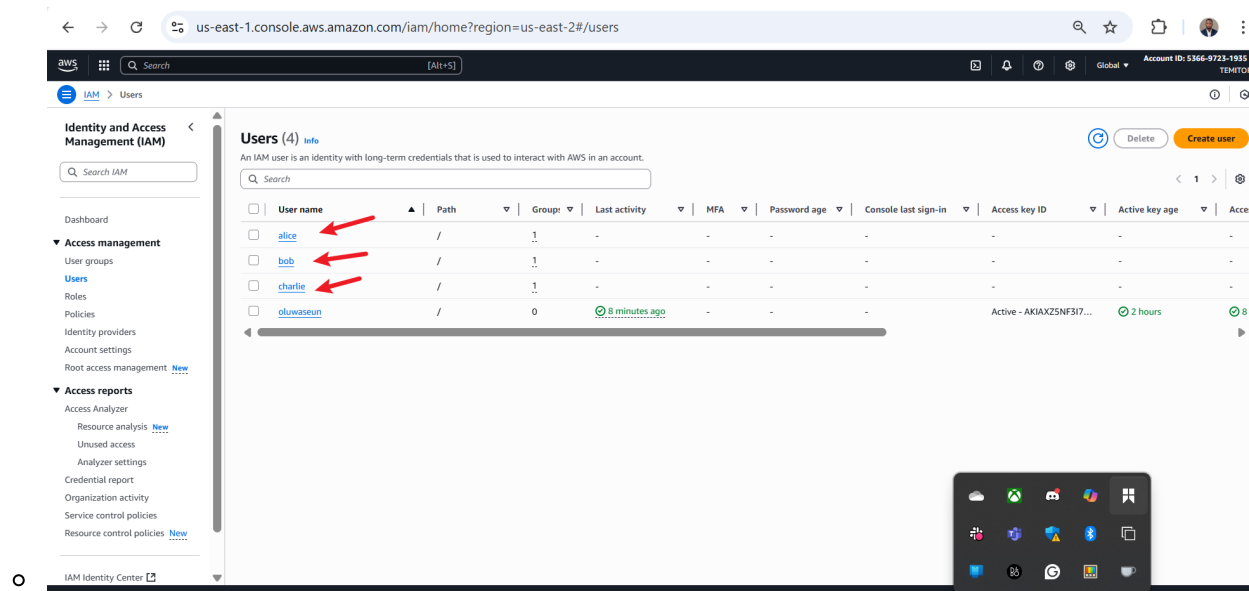 us-east-1.console.aws.amazon.com/iam/home?region=us-east-2#/users
aws Search [Alt+S] Global Account ID: 5366-9723-1935
TEMITOR
IAM > Users
Identity and Access Management (IAM)
Search IAM
Dashboard
Access management
User groups
Users
Roles
Policies
Identity providers
Account settings
Root access management New
Access reports
Access Analyzer
Resource analysis New
Unused access
Analyzer settings
Credential report
Organization activity
Service control policies
Resource control policies New
IAM Identity Center
Users (4) Info
Delete Create user
An IAM user is an identity with long-term credentials that is used to interact with AWS in an account.
Search
1
User name Path Group: Last activity MFA Password age Console last sign-in Access key ID Active key age Acce
alice / 1 - - - - - - -
bob / 1 - - - - - - -
charlie / 1 - - - - - - -
oluwaseun / 0 8 minutes ago - - - Active - AKIAXZ5NF3I7... 2 hours 8